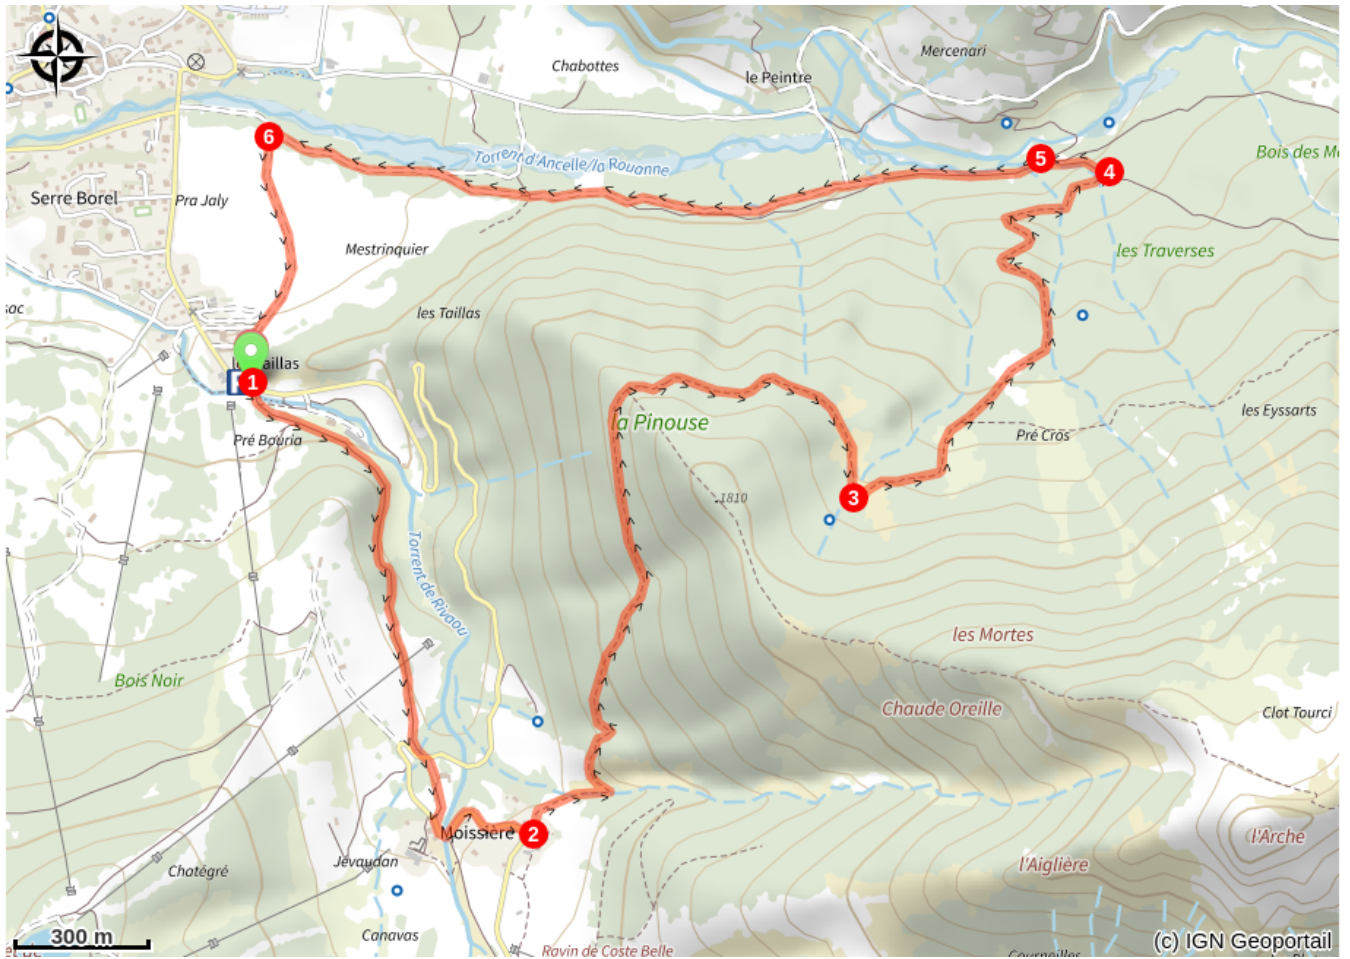 Mercenari
Chabottes
le Peintre
6
5
4
Torrent d'Ancelle/la Rouanne
Bois des M
Serre Borel
Pra Jaly
Mestrinquier
les Traverses
sac
les Taillas
aillas
1
Pré Bouria
la Pinouse
les Eyssarts
Pré Cros
3
1810
Torrent de Rivaou
les Mortes
Bois Noir
Chaude Oreille
Clot Tourci
Moissière
2
l'Arche
Jévaudan
l'Aiglière
Chatégré
300 m
Canavas
Ravin de Coste Belle
(c) IGN Geoportail